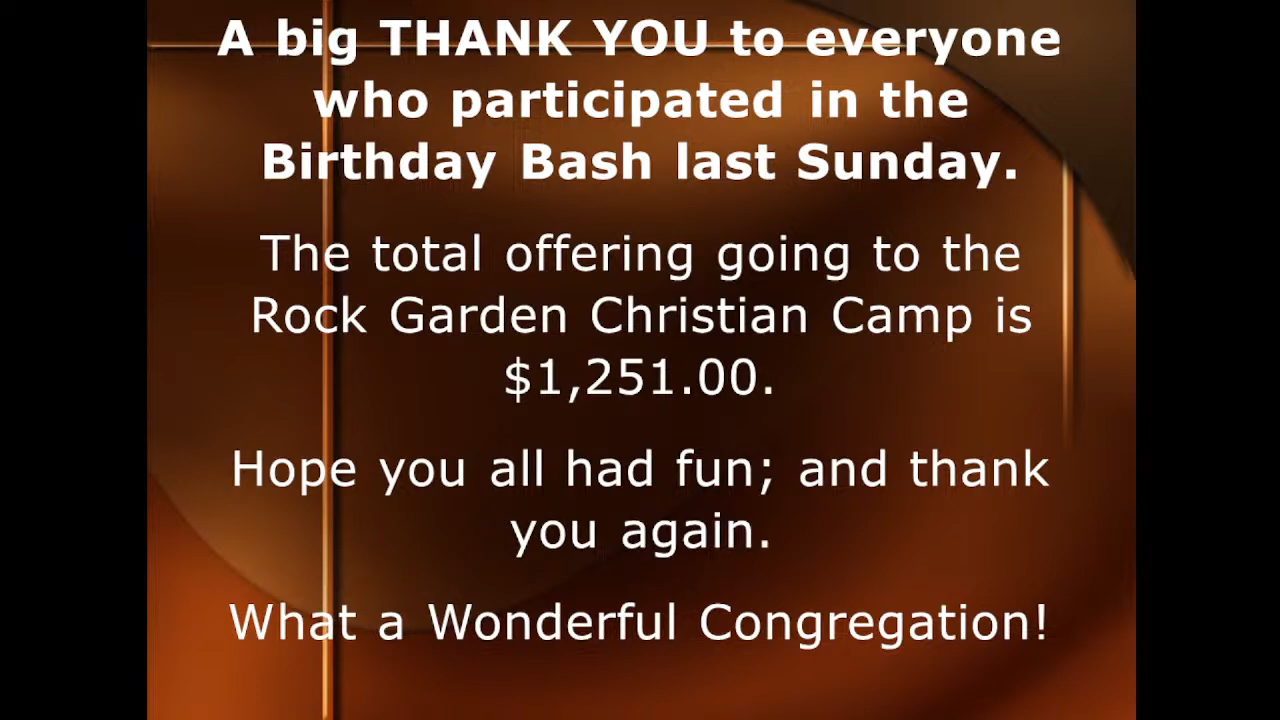 A big THANK YOU to everyone
who participated in the
Birthday Bash last Sunday.
The total offering going to the
Rock Garden Christian Camp is
$1,251.00.
Hope you all had fun; and thank
you again.
What a Wonderful Congregation!